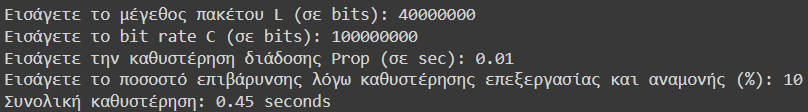 Εισάγετε το μέγεθος πακέτου L (σε bits): 40000000
Εισάγετε το bit rate C (σε bits): 100000000
Εισάγετε την καθυστέρηση διάδοσης Prop (σε sec): 0.01
Εισάγετε το ποσοστό επιβάρυνσης λόγω καθυστέρησης επεξεργασίας και αναμονής (%): 10
Συνολική καθυστέρηση: 0.45 seconds